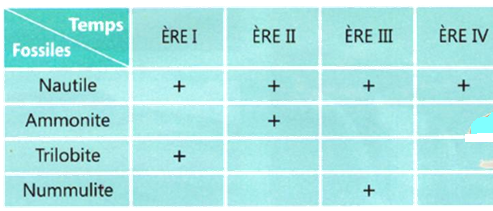 Temps
Fossiles
ÈRE I ÈRE II ÈRE III ÈRE IV
Nautile + + + +
Ammonite +
Trilobite +
Nummulite +